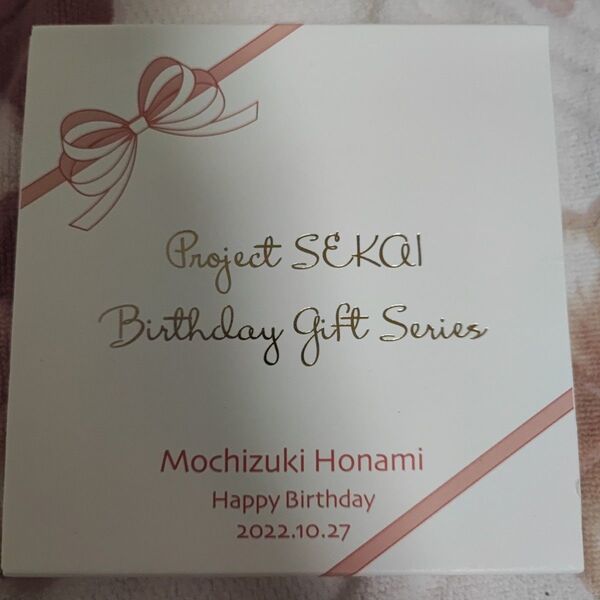 Project SEKAI
Birthday Gift Series
Mochizuki Honami
Happy Birthday
2022.10.27